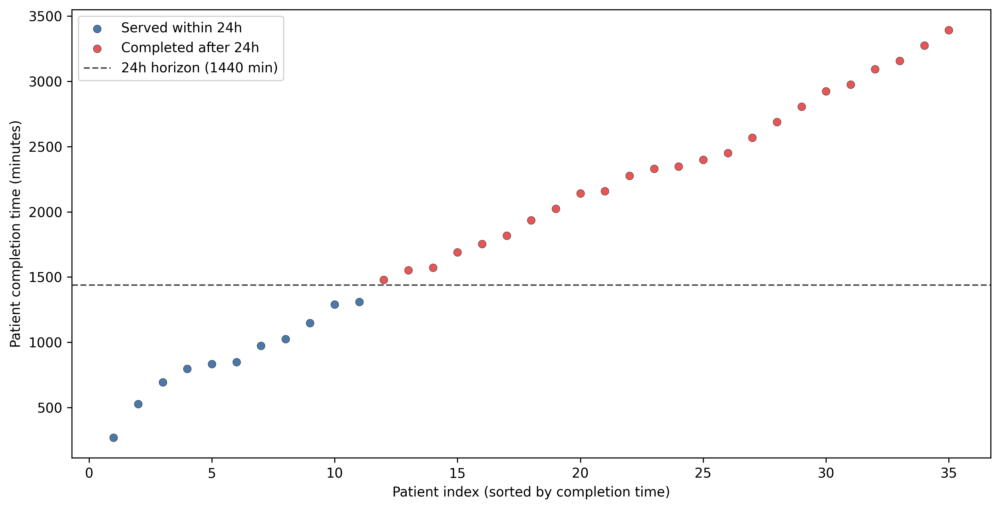 3500
3000
2500
2000
1500
1000
500
Patient completion time (minutes)
Served within 24h
Completed after 24h
24h horizon (1440 min)
0 5 10 15 20 25 30 35
Patient index (sorted by completion time)